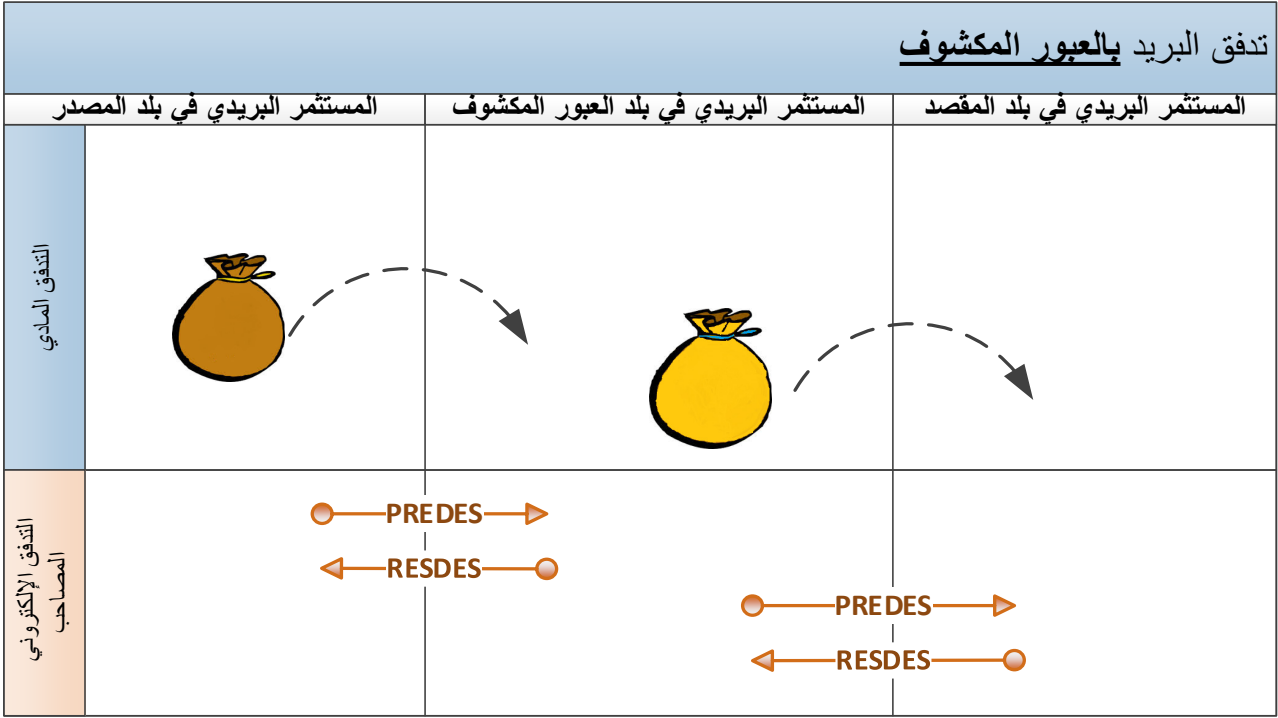 تدفق البريد بالعبور المكشوف
المستثمر البريدي في بلد المصدر
المستثمر البريدي في بلد العبور المكشوف
المستثمر البريدي في بلد المقصد
التدفق المادي
التدفق الإلكتروني
المصاحب
PREDES
RESDES
PREDES
RESDES